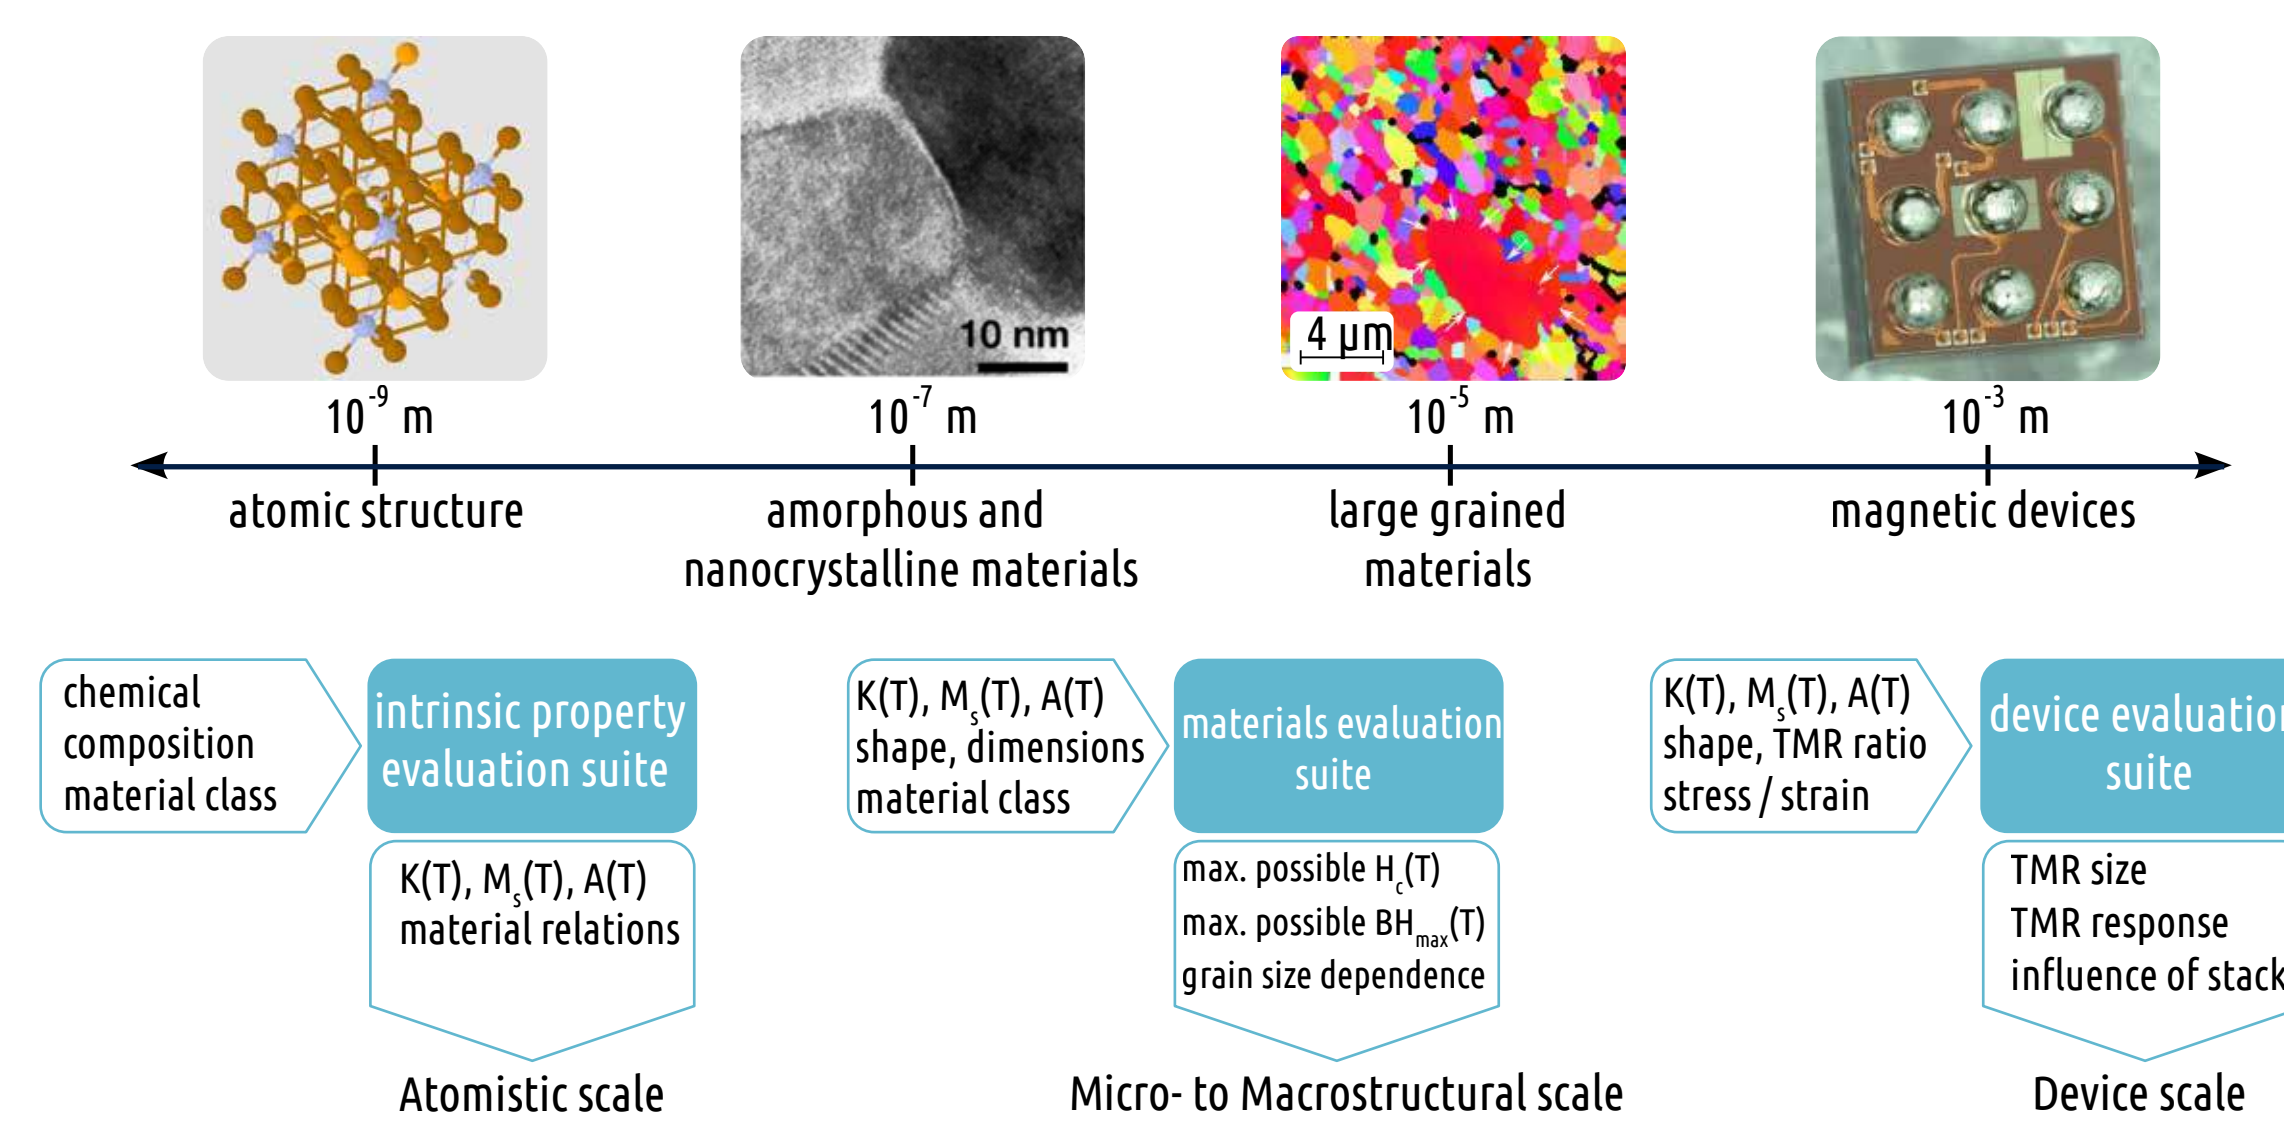 10 nm
4 µm
10⁻⁹ m
10⁻⁷ m
10⁻⁵ m
10⁻³ m
atomic structure
amorphous and
nanocrystalline materials
large grained
materials
magnetic devices
chemical
composition
material class
intrinsic property
evaluation suite
K(T), Mₛ(T), A(T)
material relations
Atomistic scale
K(T), Mₛ(T), A(T)
shape, dimensions
material class
materials evaluation
suite
max. possible H_c(T)
max. possible BH_max(T)
grain size dependence
Micro- to Macrostructural scale
K(T), Mₛ(T), A(T)
shape, TMR ratio
stress / strain
device evaluation
suite
TMR size
TMR response
influence of stack
Device scale